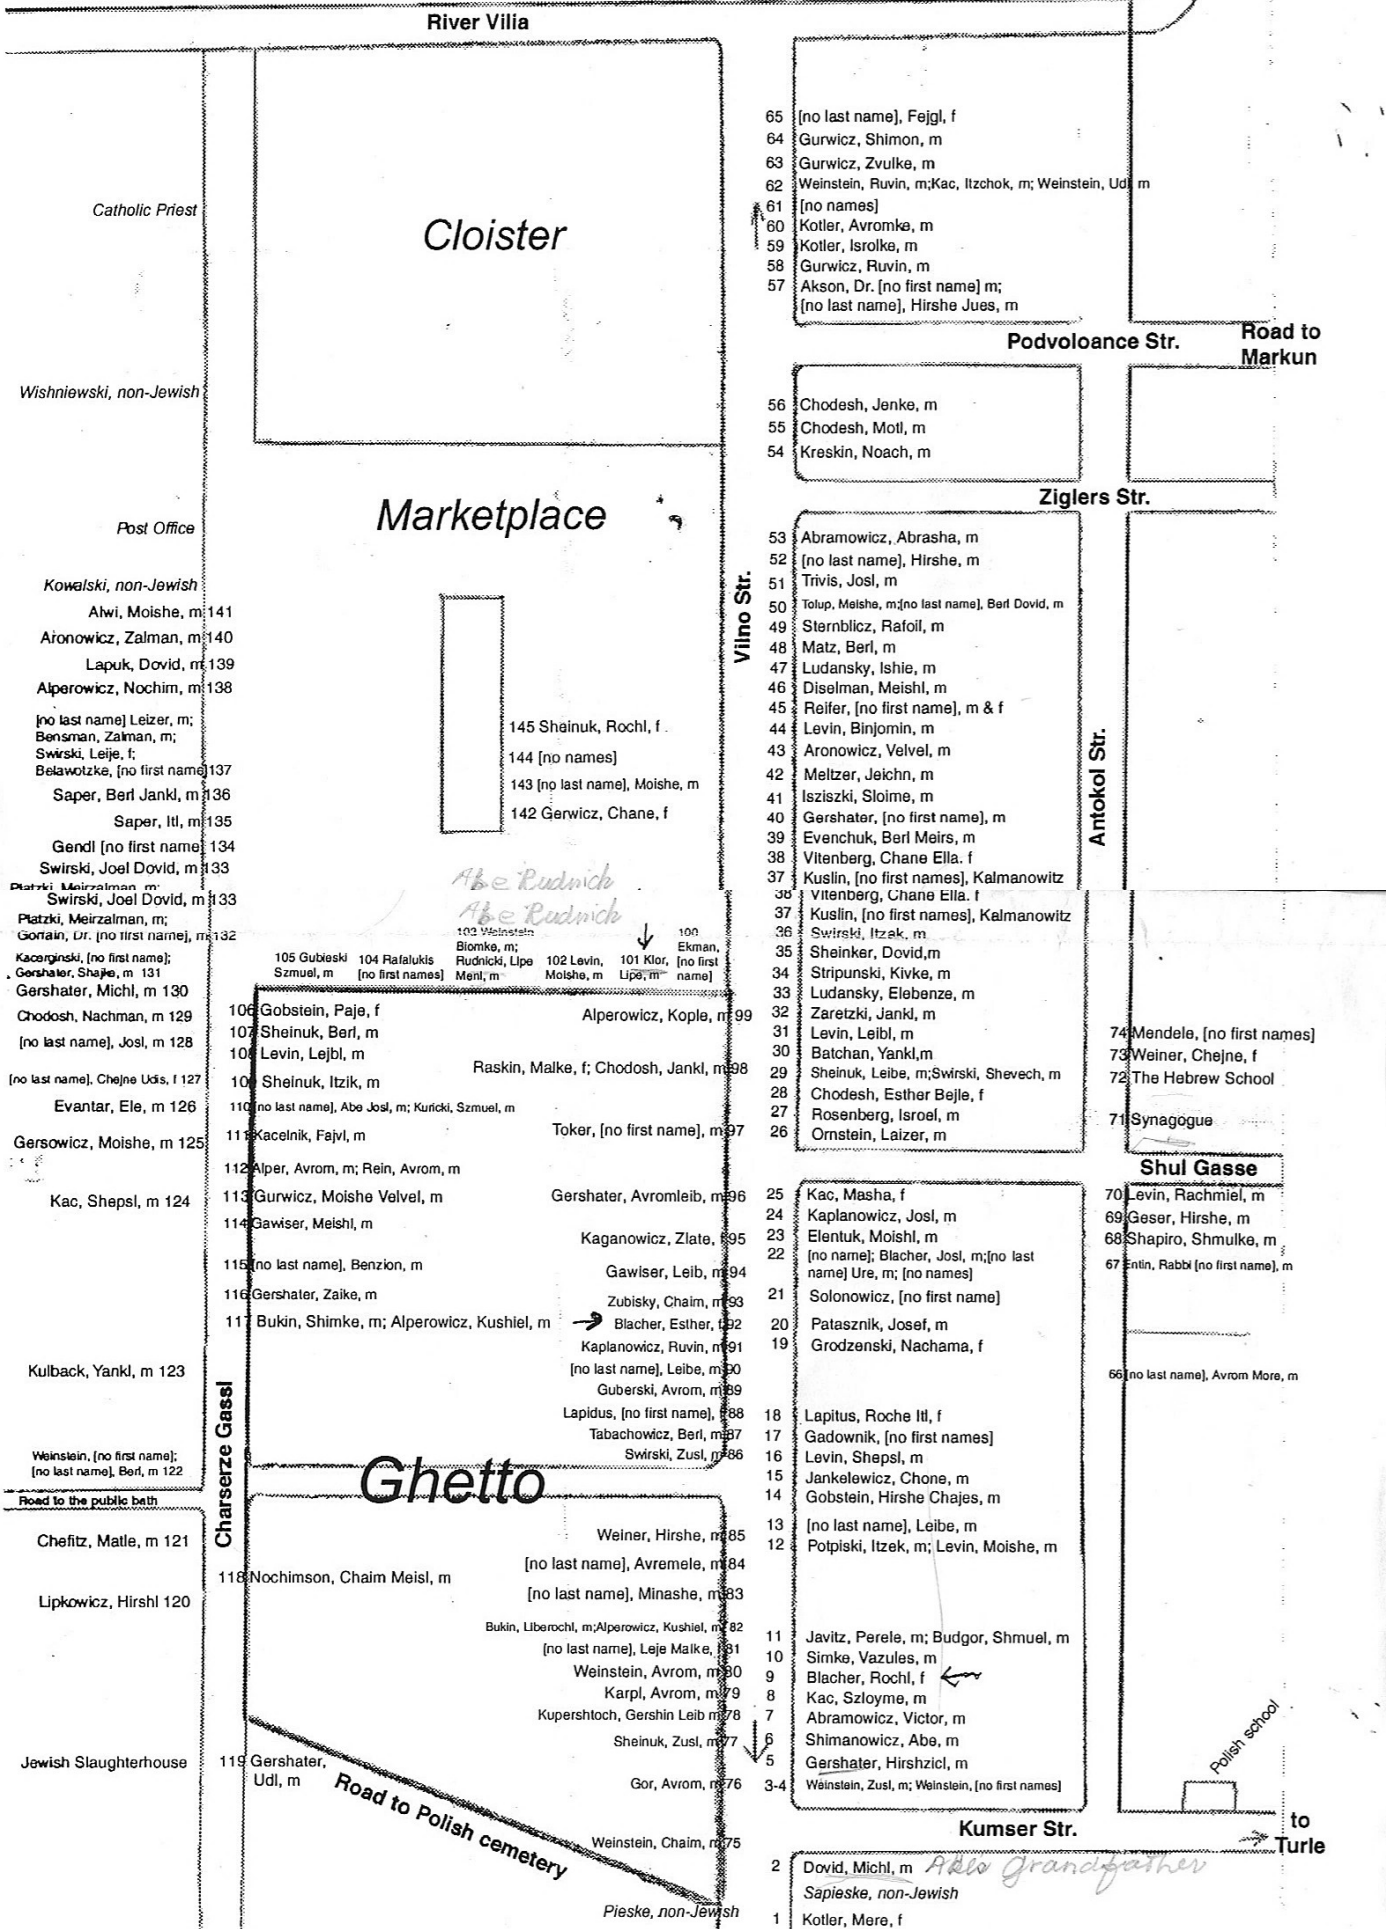 River Vilia
Catholic Priest
Wishniewski, non-Jewish
Post Office
Kowalski, non-Jewish
Alwi, Moishe, m 141
Aronowicz, Zalman, m 140
Lapuk, Dovid, m 139
Alperowicz, Nochim, m 138
[no last name] Leizer, m;
Bensman, Zalman, m;
Swirski, Leije, f;
Belawotzke, [no first name] 137
Saper, Berl Jankl, m 136
Saper, Itl, m 135
Gendl [no first name] 134
Swirski, Joel Dovid, m 133
Platzki, Meirzalman, m;
Swirski, Joel Dovid, m 133
Platzki, Meirzalman, m;
Gorfain, Dr. [no first name], m 132
Kacerginski, [no first name];
Gershater, Shajke, m 131
Gershater, Michl, m 130
Chodosh, Nachman, m 129
[no last name], Josl, m 128
[no last name], Chejne Udis, f 127
Evantar, Ele, m 126
Gersowicz, Moishe, m 125
Kac, Shepsl, m 124
Kulback, Yankl, m 123
Weinstein, [no first name];
[no last name], Berl, m 122
Road to the public bath
Chefitz, Matle, m 121
Lipkowicz, Hirshl 120
Jewish Slaughterhouse
Charserze Gassl
Cloister
Marketplace
145 Sheinuk, Rochl, f
144 [no names]
143 [no last name], Moishe, m
142 Gerwicz, Chane, f
Abe Rudnich
Abe Rudnich
105 Gubieski
Szmuel, m
104 Rafalukis
[no first names]
103 Weinstein
Biomke, m;
Rudnicki, Lipe
Menl, m
102 Levin,
Moishe, m
101 Klor,
Lipe, m
100
Ekman,
[no first
name]
106 Gobstein, Paje, f
107 Sheinuk, Berl, m
108 Levin, Lejbl, m
109 Sheinuk, Itzik, m
110 [no last name], Abe Josl, m; Kuricki, Szmuel, m
111 Kacelnik, Fajvl, m
112 Alper, Avrom, m; Rein, Avrom, m
113 Gurwicz, Moishe Velvel, m
114 Gawiser, Meishl, m
115 [no last name], Benzion, m
116 Gershater, Zaike, m
117 Bukin, Shimke, m; Alperowicz, Kushiel, m
Alperowicz, Kople, m 99
Raskin, Malke, f; Chodosh, Jankl, m 98
Toker, [no first name], m 97
Gershater, Avromleib, m 96
Kaganowicz, Zlate, f 95
Gawiser, Leib, m 94
Zubisky, Chaim, m 93
Blacher, Esther, f 92
Kaplanowicz, Ruvin, m 91
[no last name], Leibe, m 90
Guberski, Avrom, m 89
Lapidus, [no first name], f 88
Tabachowicz, Berl, m 87
Swirski, Zusl, m 86
Ghetto
118 Nochimson, Chaim Meisl, m
119 Gershater,
Udl, m
Road to Polish cemetery
Weiner, Hirshe, m 85
[no last name], Avremele, m 84
[no last name], Minashe, m 83
Bukin, Liberochl, m;Alperowicz, Kushiel, m 82
[no last name], Leje Malke, f 81
Weinstein, Avrom, m 80
Karpl, Avrom, m 79
Kupershtoch, Gershin Leib m 78
Sheinuk, Zusl, m 77
Gor, Avrom, m 76
Weinstein, Chaim, m 75
Pieske, non-Jewish
Vilno Str.
65 [no last name], Fejgl, f
64 Gurwicz, Shimon, m
63 Gurwicz, Zvulke, m
62 Weinstein, Ruvin, m;Kac, Itzchok, m; Weinstein, Udl m
61 [no names]
60 Kotler, Avromke, m
59 Kotler, Isrolke, m
58 Gurwicz, Ruvin, m
57 Akson, Dr. [no first name] m;
[no last name], Hirshe Jues, m
Podvoloance Str.
Road to
Markun
56 Chodesh, Jenke, m
55 Chodesh, Motl, m
54 Kreskin, Noach, m
Ziglers Str.
53 Abramowicz, Abrasha, m
52 [no last name], Hirshe, m
51 Trivis, Josl, m
50 Tolup, Meishe, m;[no last name], Berl Dovid, m
49 Sternblicz, Rafoil, m
48 Matz, Berl, m
47 Ludansky, Ishie, m
46 Diselman, Meishl, m
45 Reifer, [no first name], m & f
44 Levin, Binjomin, m
43 Aronowicz, Velvel, m
42 Meltzer, Jeichn, m
41 Isziszki, Sloime, m
40 Gershater, [no first name], m
39 Evenchuk, Berl Meirs, m
38 Vitenberg, Chane Ella. f
37 Kuslin, [no first names], Kalmanowitz
38 Vitenberg, Chane Ella. f
37 Kuslin, [no first names], Kalmanowitz
36 Swirski, Itzak, m
35 Sheinker, Dovid,m
34 Stripunski, Kivke, m
33 Ludansky, Elebenze, m
32 Zaretzki, Jankl, m
31 Levin, Leibl, m
30 Batchan, Yankl,m
29 Sheinuk, Leibe, m;Swirski, Shevech, m
28 Chodesh, Esther Bejle, f
27 Rosenberg, Isroel, m
26 Ornstein, Laizer, m
Antokol Str.
74 Mendele, [no first names]
73 Weiner, Chejne, f
72 The Hebrew School
71 Synagogue
Shul Gasse
25 Kac, Masha, f
24 Kaplanowicz, Josl, m
23 Elentuk, Moishl, m
22 [no name]; Blacher, Josl, m;[no last
name] Ure, m; [no names]
21 Solonowicz, [no first name]
20 Patasznik, Josef, m
19 Grodzenski, Nachama, f
18 Lapitus, Roche Itl, f
17 Gadownik, [no first names]
16 Levin, Shepsl, m
15 Jankelewicz, Chone, m
14 Gobstein, Hirshe Chajes, m
13 [no last name], Leibe, m
12 Potpiski, Itzek, m; Levin, Moishe, m
11 Javitz, Perele, m; Budgor, Shmuel, m
10 Simke, Vazules, m
9 Blacher, Rochl, f
8 Kac, Szloyme, m
7 Abramowicz, Victor, m
6 Shimanowicz, Abe, m
5 Gershater, Hirshzicl, m
3-4 Weinstein, Zusl, m; Weinstein, [no first names]
70 Levin, Rachmiel, m
69 Geser, Hirshe, m
68 Shapiro, Shmulke, m
67 Entin, Rabbi [no first name], m
66 [no last name], Avrom More, m
Polish school
Kumser Str.
to
Turle
2 Dovid, Michl, m Abes Grandfather
Sapieske, non-Jewish
1 Kotler, Mere, f